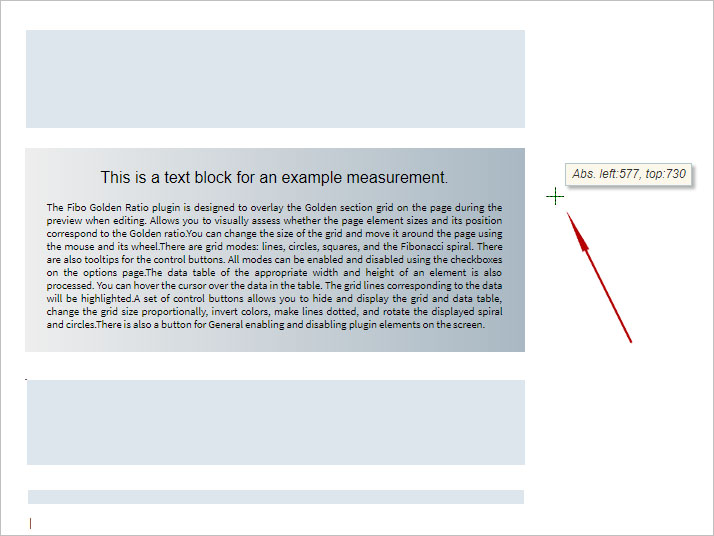 Abs. left:577, top:730
This is a text block for an example measurement.
The Fibo Golden Ratio plugin is designed to overlay the Golden section grid on the page during the
preview when editing. Allows you to visually assess whether the page element sizes and its position
correspond to the Golden ratio.You can change the size of the grid and move it around the page using
the mouse and its wheel.There are grid modes: lines, circles, squares, and the Fibonacci spiral. There
are also tooltips for the control buttons. All modes can be enabled and disabled using the checkboxes
on the options page.The data table of the appropriate width and height of an element is also
processed. You can hover the cursor over the data in the table. The grid lines corresponding to the data
will be highlighted.A set of control buttons allows you to hide and display the grid and data table,
change the grid size proportionally, invert colors, make lines dotted, and rotate the displayed spiral
and circles.There is also a button for General enabling and disabling plugin elements on the screen.